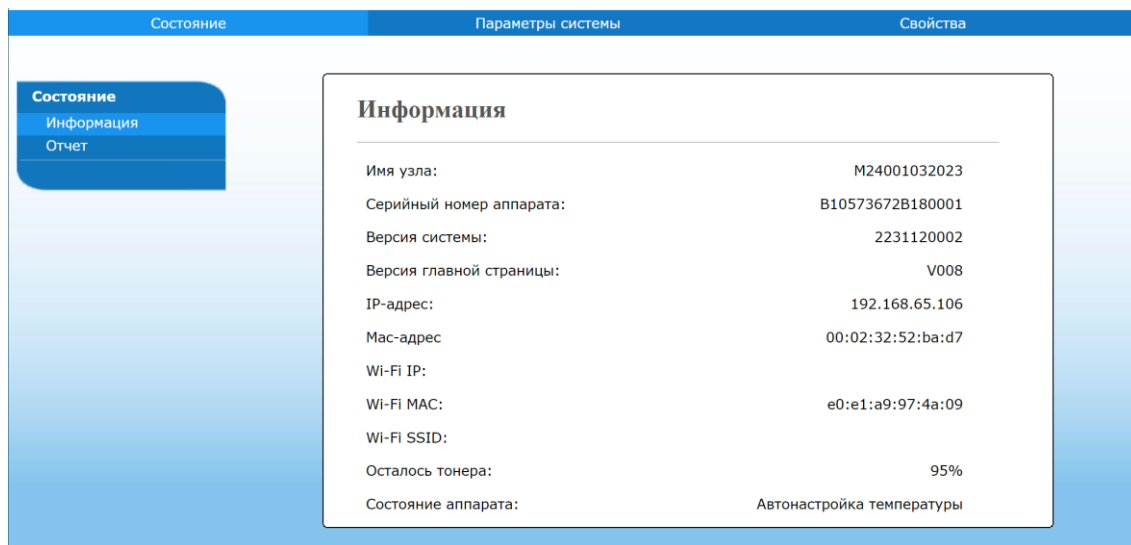 Состояние Параметры системы Свойства
Состояние
Информация
Отчет
Информация
Имя узла: M24001032023
Серийный номер аппарата: B10573672B180001
Версия системы: 2231120002
Версия главной страницы: V008
IP-адрес: 192.168.65.106
Mac-адрес 00:02:32:52:ba:d7
Wi-Fi IP:
Wi-Fi MAC: e0:e1:a9:97:4a:09
Wi-Fi SSID:
Осталось тонера: 95%
Состояние аппарата: Автонастройка температуры